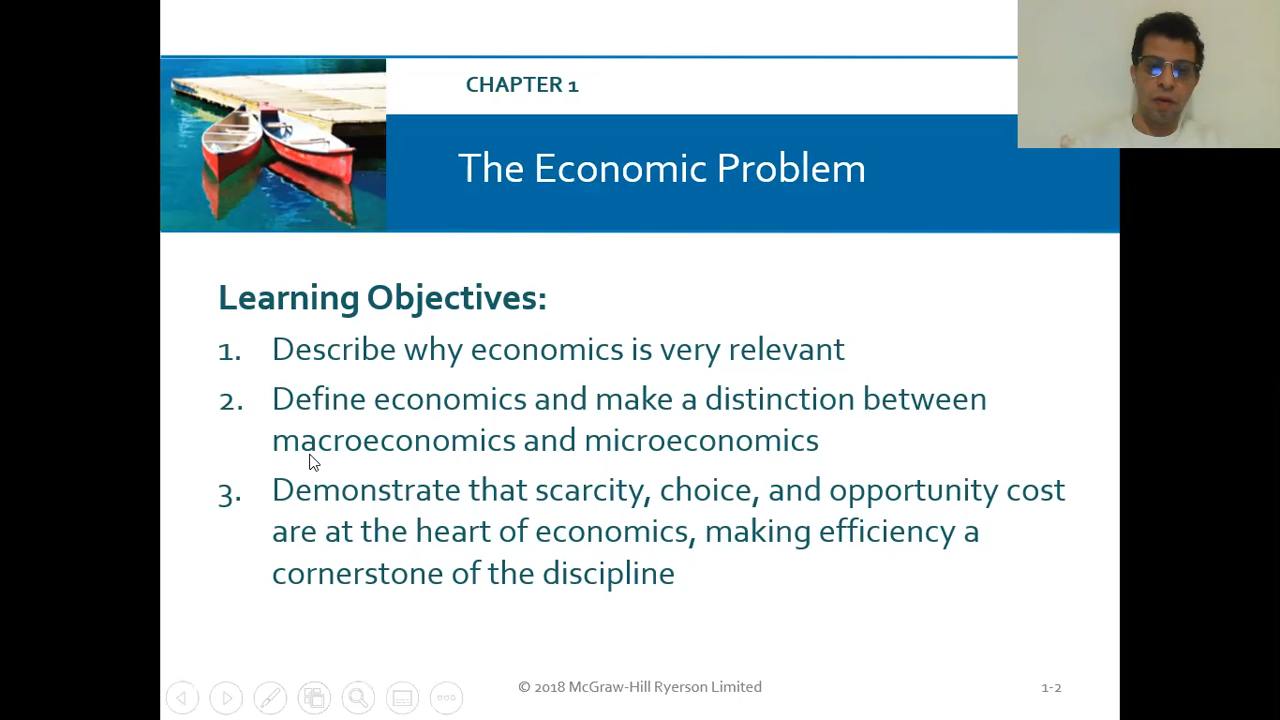 CHAPTER 1
The Economic Problem
Learning Objectives:
1. Describe why economics is very relevant
2. Define economics and make a distinction between
macroeconomics and microeconomics
3. Demonstrate that scarcity, choice, and opportunity cost
are at the heart of economics, making efficiency a
cornerstone of the discipline
© 2018 McGraw-Hill Ryerson Limited
1-2